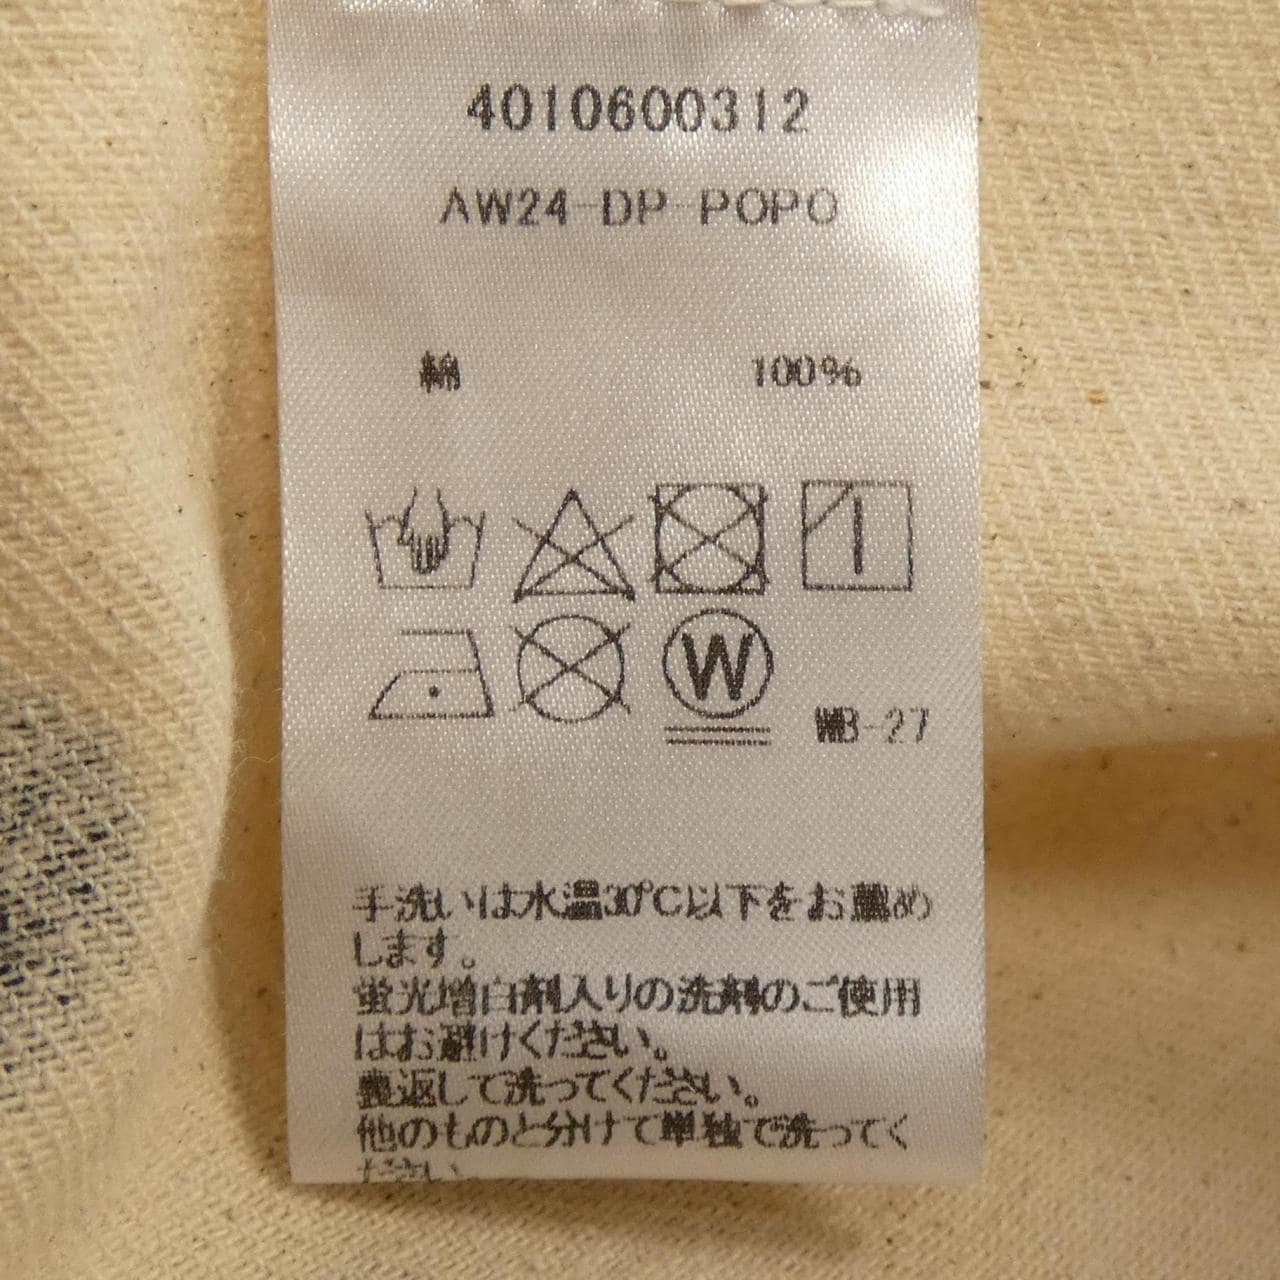 4010600312
AW24-DP-POPO
綿 100%
W
WB-27
手洗いは水温30℃以下をお薦め
します。
蛍光増白剤入りの洗剤のご使用
はお避けください。
裏返して洗ってください。
他のものと分けて単独で洗ってく
ださい。